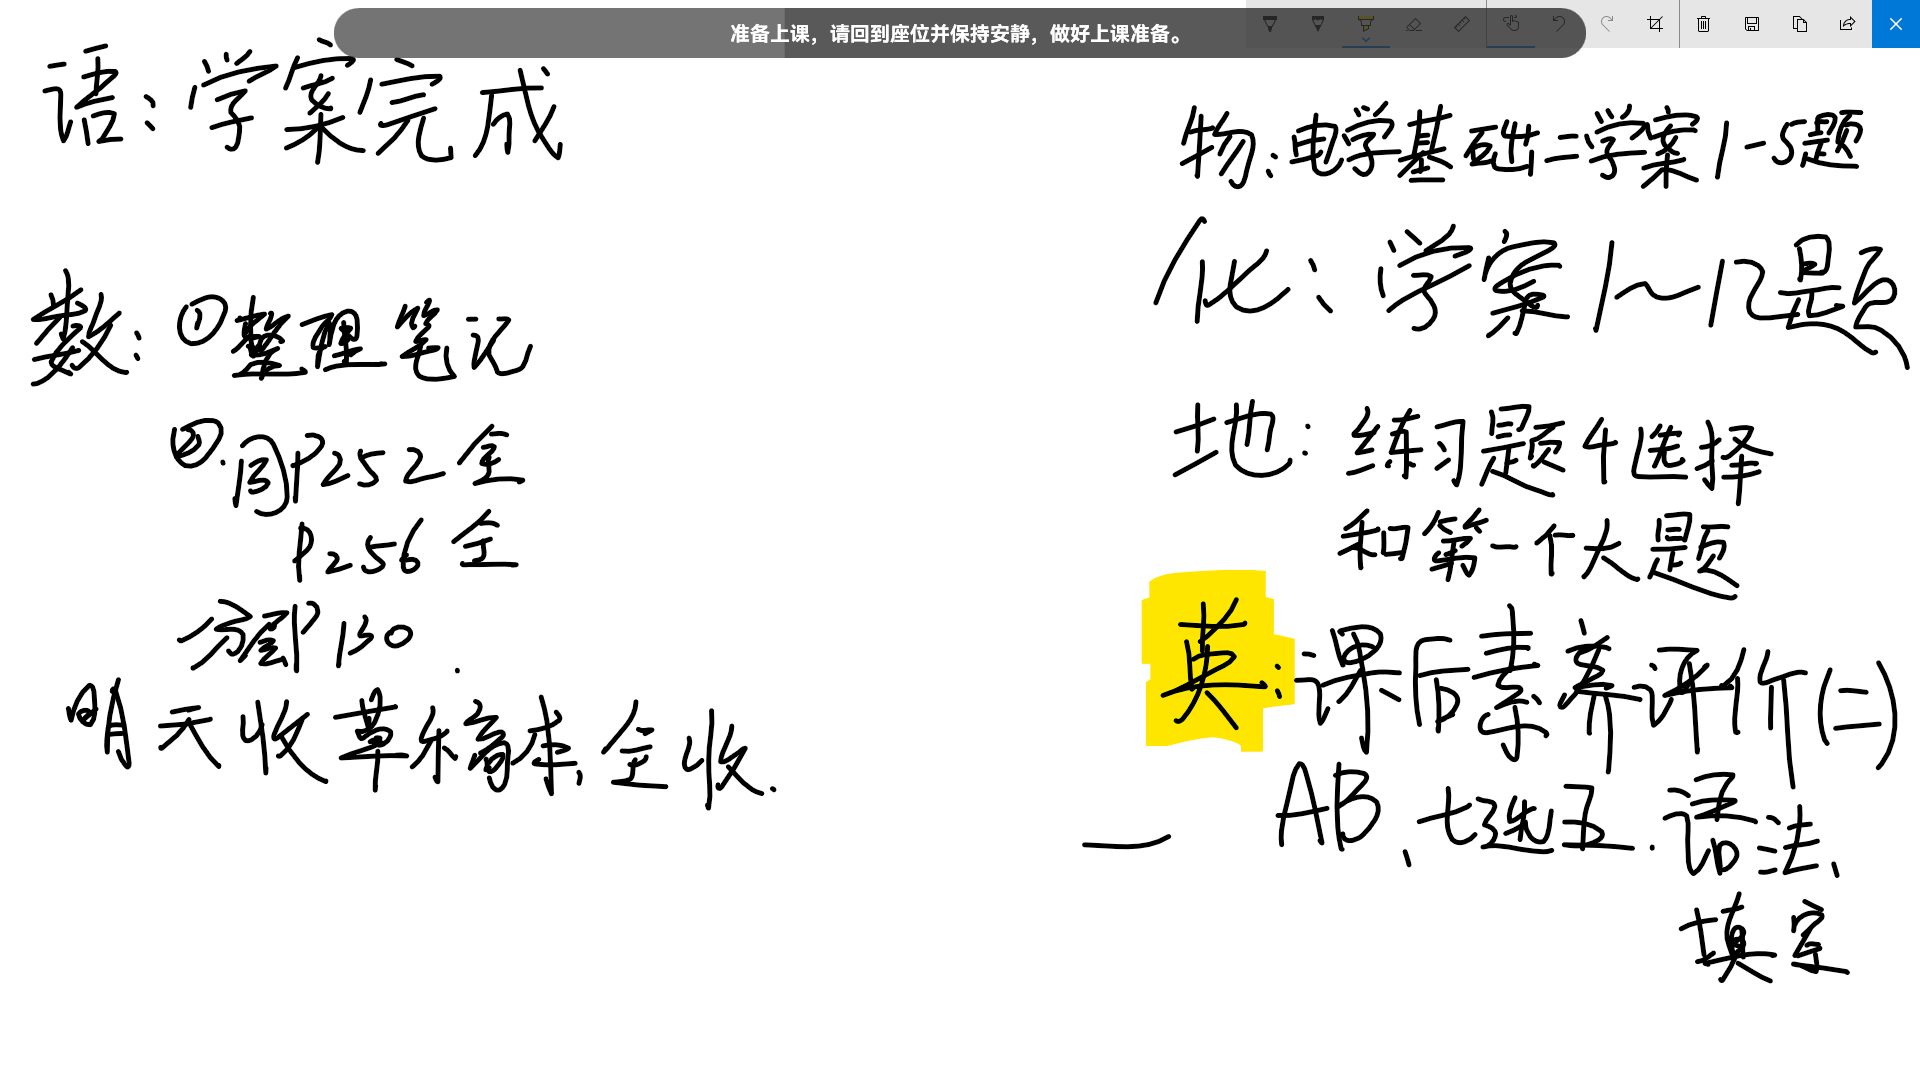 准备上课，请回到座位并保持安静，做好上课准备。
语：学案完成
数：①整理笔记
②.同P252全
P256全
分层P130.
明天收草稿本，全收.
物：电学基础二学案1-5题
化：学案1~12题
地：练习题4选择
和第一个大题
英：课后素养评价(二)
AB、七选五.语法、
填空